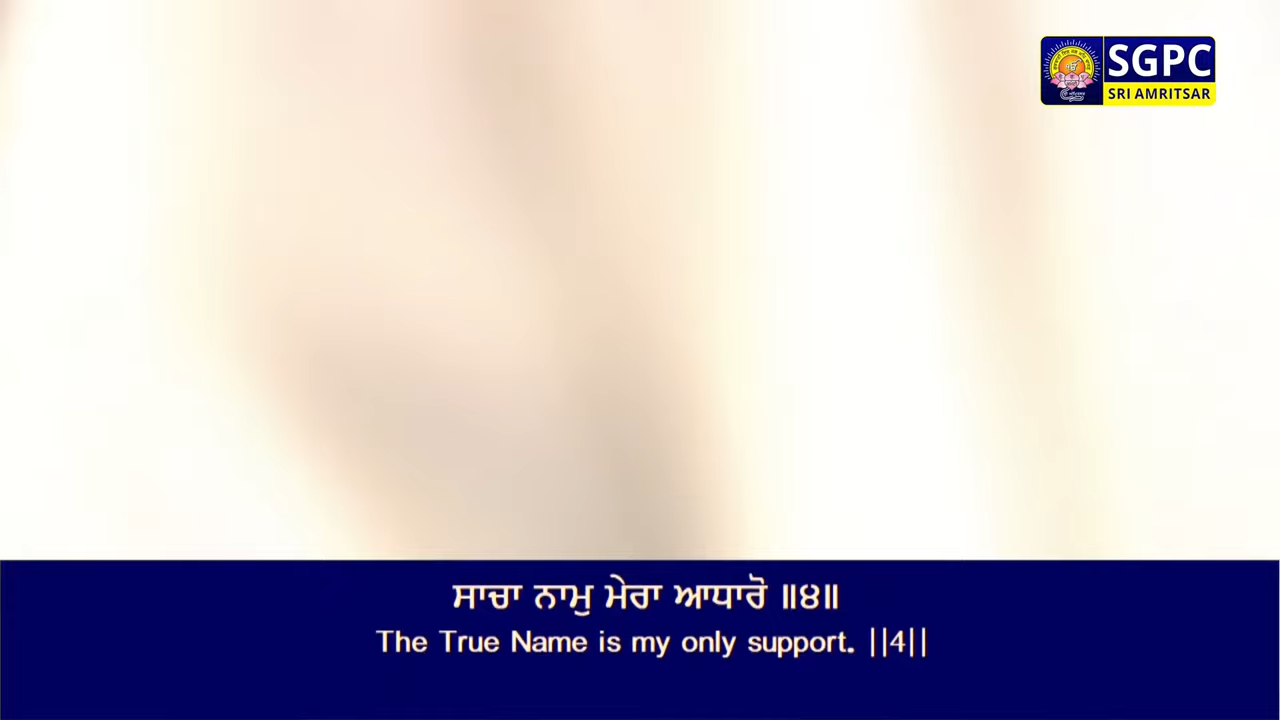 SGPC
SRI AMRITSAR
ਸਾਚਾ ਨਾਮੁ ਮੇਰਾ ਆਧਾਰੋ ॥੪॥
The True Name is my only support. ||4||